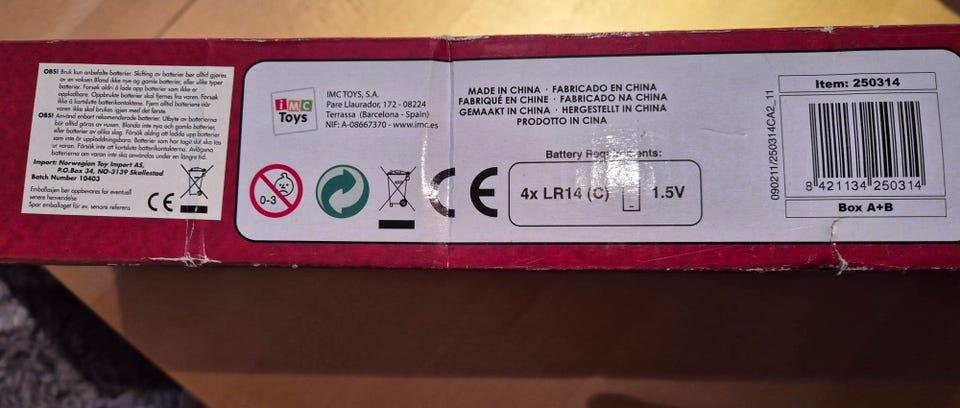 OBS! Bruk kun anbefalte batterier. Skifting av batterier bør alltid gjøres
av en voksen Bland ikke nye og gamle batterier, eller ulike typer
batterier. Forsøk aldri å lade opp batterier som ikke er
oppladbare. Oppbrukte batterier skal fjernes fra varen. Forsøk
ikke å kortslutte batterikontaktene. Fjern alltid batteriene når
varen ikke skal brukes igjen med det første.
OBS! Använd enbart rekomenderade batterier. Utbyte av batterierna
bör alltid göras av vuxen. Blanda inte nya och gamla batterier,
eller batterier av olika slag. Försök aldrig att ladda upp batterier
som inte är uppladdningsbara. Batterier som har tagit slut ska tas
ur varan. Försök inte att kortslutta batterikontakterna. Avlägsna
batterierna om varan inte ska användas under en längre tid.
Import: Norwegian Toy Import AS,
P.O.Box 34, NO-3139 Skallestad
Batch Number 10403
Emballasjen bør oppbevares for eventuell
senere henvendelse
Spar emballaget för ev. senare referens
CE
iMC
Toys
IMC TOYS, S.A.
Pare Llaurador, 172 - 08224
Terrassa (Barcelona - Spain)
NIF: A-08667370 - www.imc.es
0-3
CE
MADE IN CHINA · FABRICADO EN CHINA
FABRIQUÉ EN CHINE · FABRICADO NA CHINA
GEMAAKT IN CHINA · HERGESTELLT IN CHINA
PRODOTTO IN CINA
Battery Requirements:
4x LR14 (C) 1.5V
090211/250314CA2_11
Item: 250314
8 421134 250314
Box A+B